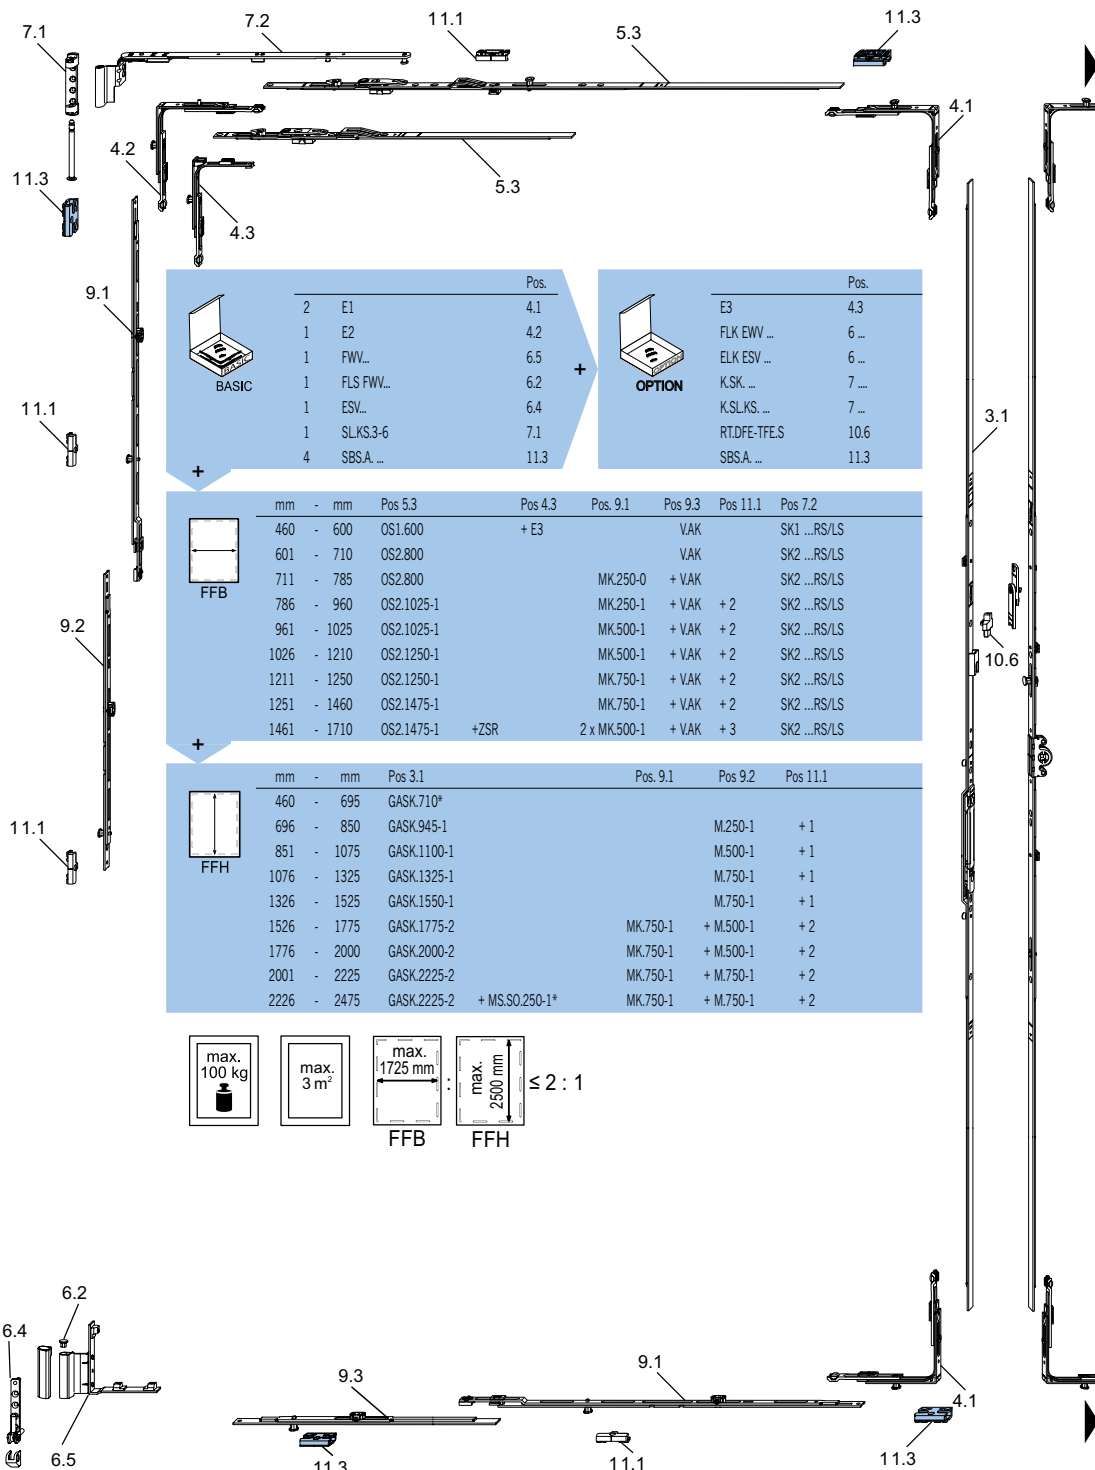 7.1
7.2
11.1
5.3
11.3
4.1
4.2
5.3
11.3
4.3
9.1
11.1
9.2
11.1
3.1
10.6
Pos.
2 E1 4.1
1 E2 4.2
1 FWV... 6.5
1 FLS FWV... 6.2
1 ESV... 6.4
1 SL.KS.3-6 7.1
4 SBS.A. ... 11.3
BASIC
BASIC
+
+
Pos.
E3 4.3
FLK EWV ... 6 ...
ELK ESV ... 6 ...
K.SK. ... 7 ....
K.SL.KS. ... 7 ...
RT.DFE-TFE.S 10.6
SBS.A. ... 11.3
OPTION
OPTION
mm - mm Pos 5.3 Pos 4.3 Pos. 9.1 Pos 9.3 Pos 11.1 Pos 7.2
460 - 600 OS1.600 + E3 V.AK SK1 ...RS/LS
601 - 710 OS2.800 V.AK SK2 ...RS/LS
711 - 785 OS2.800 MK.250-0 + V.AK SK2 ...RS/LS
786 - 960 OS2.1025-1 MK.250-1 + V.AK + 2 SK2 ...RS/LS
961 - 1025 OS2.1025-1 MK.500-1 + V.AK + 2 SK2 ...RS/LS
1026 - 1210 OS2.1250-1 MK.500-1 + V.AK + 2 SK2 ...RS/LS
1211 - 1250 OS2.1250-1 MK.750-1 + V.AK + 2 SK2 ...RS/LS
1251 - 1460 OS2.1475-1 MK.750-1 + V.AK + 2 SK2 ...RS/LS
1461 - 1710 OS2.1475-1 +ZSR 2 x MK.500-1 + V.AK + 3 SK2 ...RS/LS
FFB
+
mm - mm Pos 3.1 Pos. 9.1 Pos 9.2 Pos 11.1
460 - 695 GASK.710*
696 - 850 GASK.945-1 M.250-1 + 1
851 - 1075 GASK.1100-1 M.500-1 + 1
1076 - 1325 GASK.1325-1 M.750-1 + 1
1326 - 1525 GASK.1550-1 M.750-1 + 1
1526 - 1775 GASK.1775-2 MK.750-1 + M.500-1 + 2
1776 - 2000 GASK.2000-2 MK.750-1 + M.500-1 + 2
2001 - 2225 GASK.2225-2 MK.750-1 + M.750-1 + 2
2226 - 2475 GASK.2225-2 + MS.SO.250-1* MK.750-1 + M.750-1 + 2
FFH
max.
100 kg
max.
3 m²
max.
1725 mm
FFB
:
max.
2500 mm
FFH
≤ 2 : 1
6.2
6.4
6.5
9.3
11.3
9.1
11.1
4.1
11.3